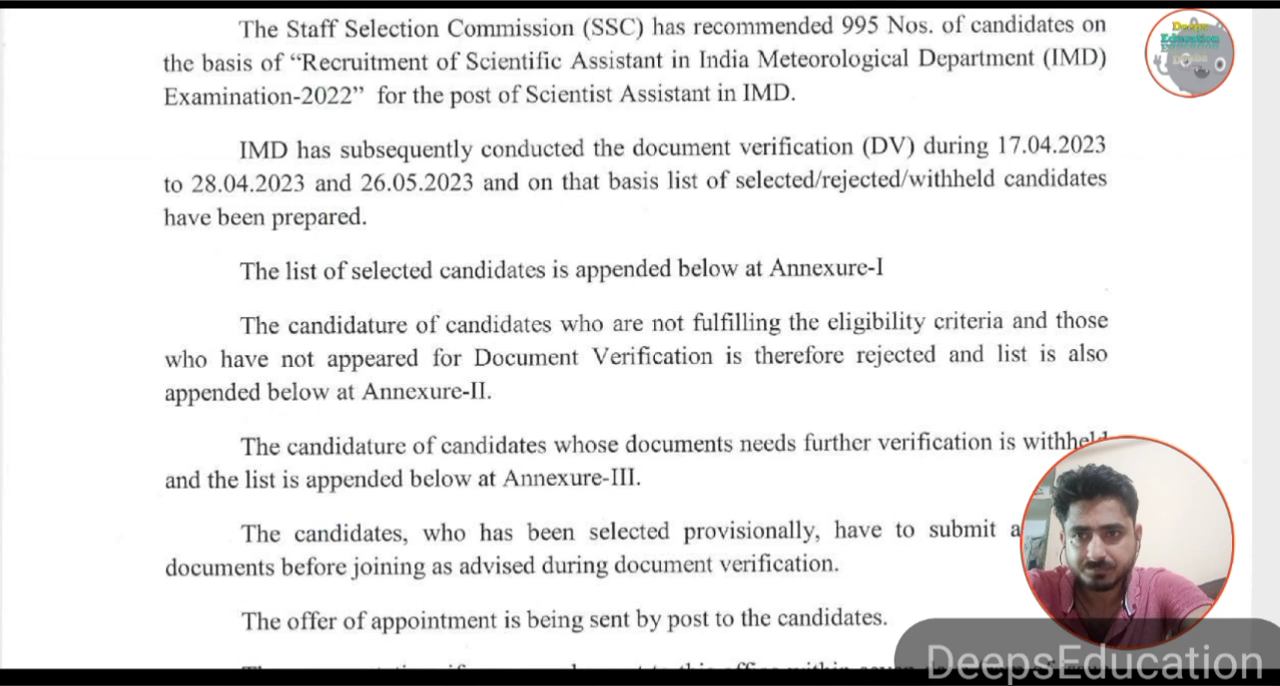 The Staff Selection Commission (SSC) has recommended 995 Nos. of candidates on
the basis of “Recruitment of Scientific Assistant in India Meteorological Department (IMD)
Examination-2022” for the post of Scientist Assistant in IMD.
IMD has subsequently conducted the document verification (DV) during 17.04.2023
to 28.04.2023 and 26.05.2023 and on that basis list of selected/rejected/withheld candidates
have been prepared.
The list of selected candidates is appended below at Annexure-I
The candidature of candidates who are not fulfilling the eligibility criteria and those
who have not appeared for Document Verification is therefore rejected and list is also
appended below at Annexure-II.
The candidature of candidates whose documents needs further verification is withheld
and the list is appended below at Annexure-III.
The candidates, who has been selected provisionally, have to submit
documents before joining as advised during document verification.
The offer of appointment is being sent by post to the candidates.
Education
DeepsEducation